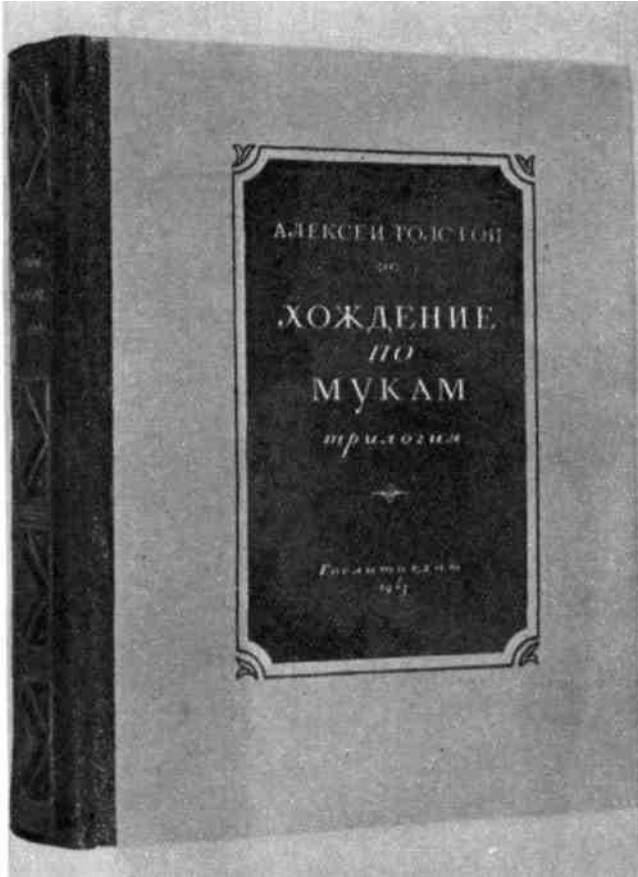 АЛЕКСЕЙ ТОЛСТОЙ
ХОЖДЕНИЕ
по
МУКАМ
трилогия
Гослитиздат